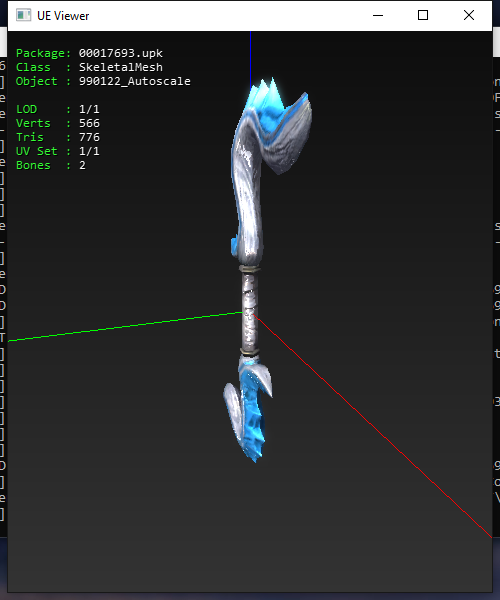 UE Viewer
Package: 00017693.upk
Class : SkeletalMesh
Object : 990122_Autoscale
LOD : 1/1
Verts : 566
Tris : 776
UV Set : 1/1
Bones : 2